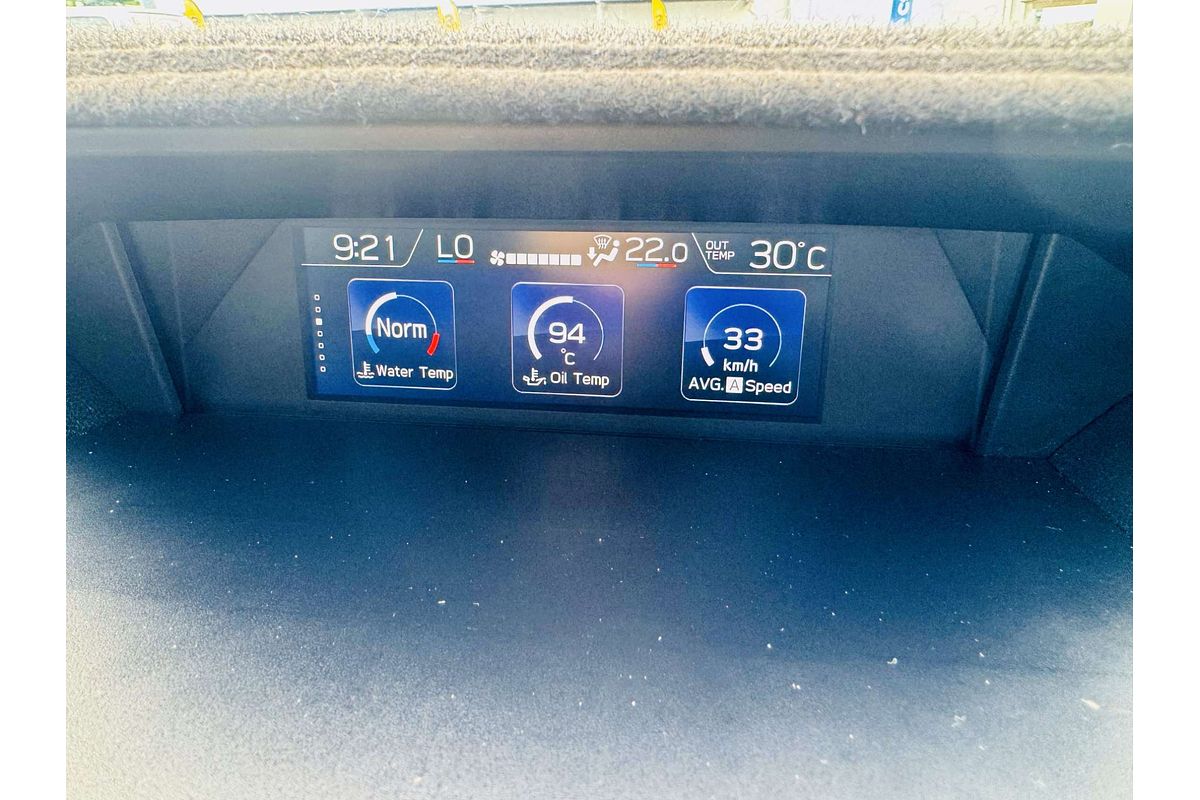 9:21 LO 22.0 OUT TEMP 30°C
Norm
Water Temp
94
°C
Oil Temp
33
km/h
AVG. A Speed